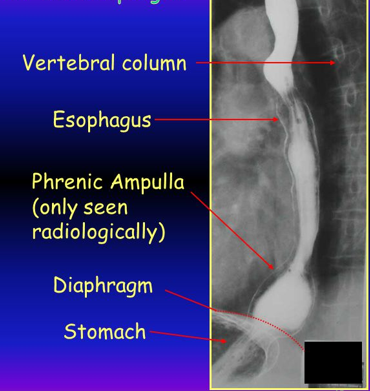 Vertebral column
Esophagus
Phrenic Ampulla
(only seen
radiologically)
Diaphragm
Stomach